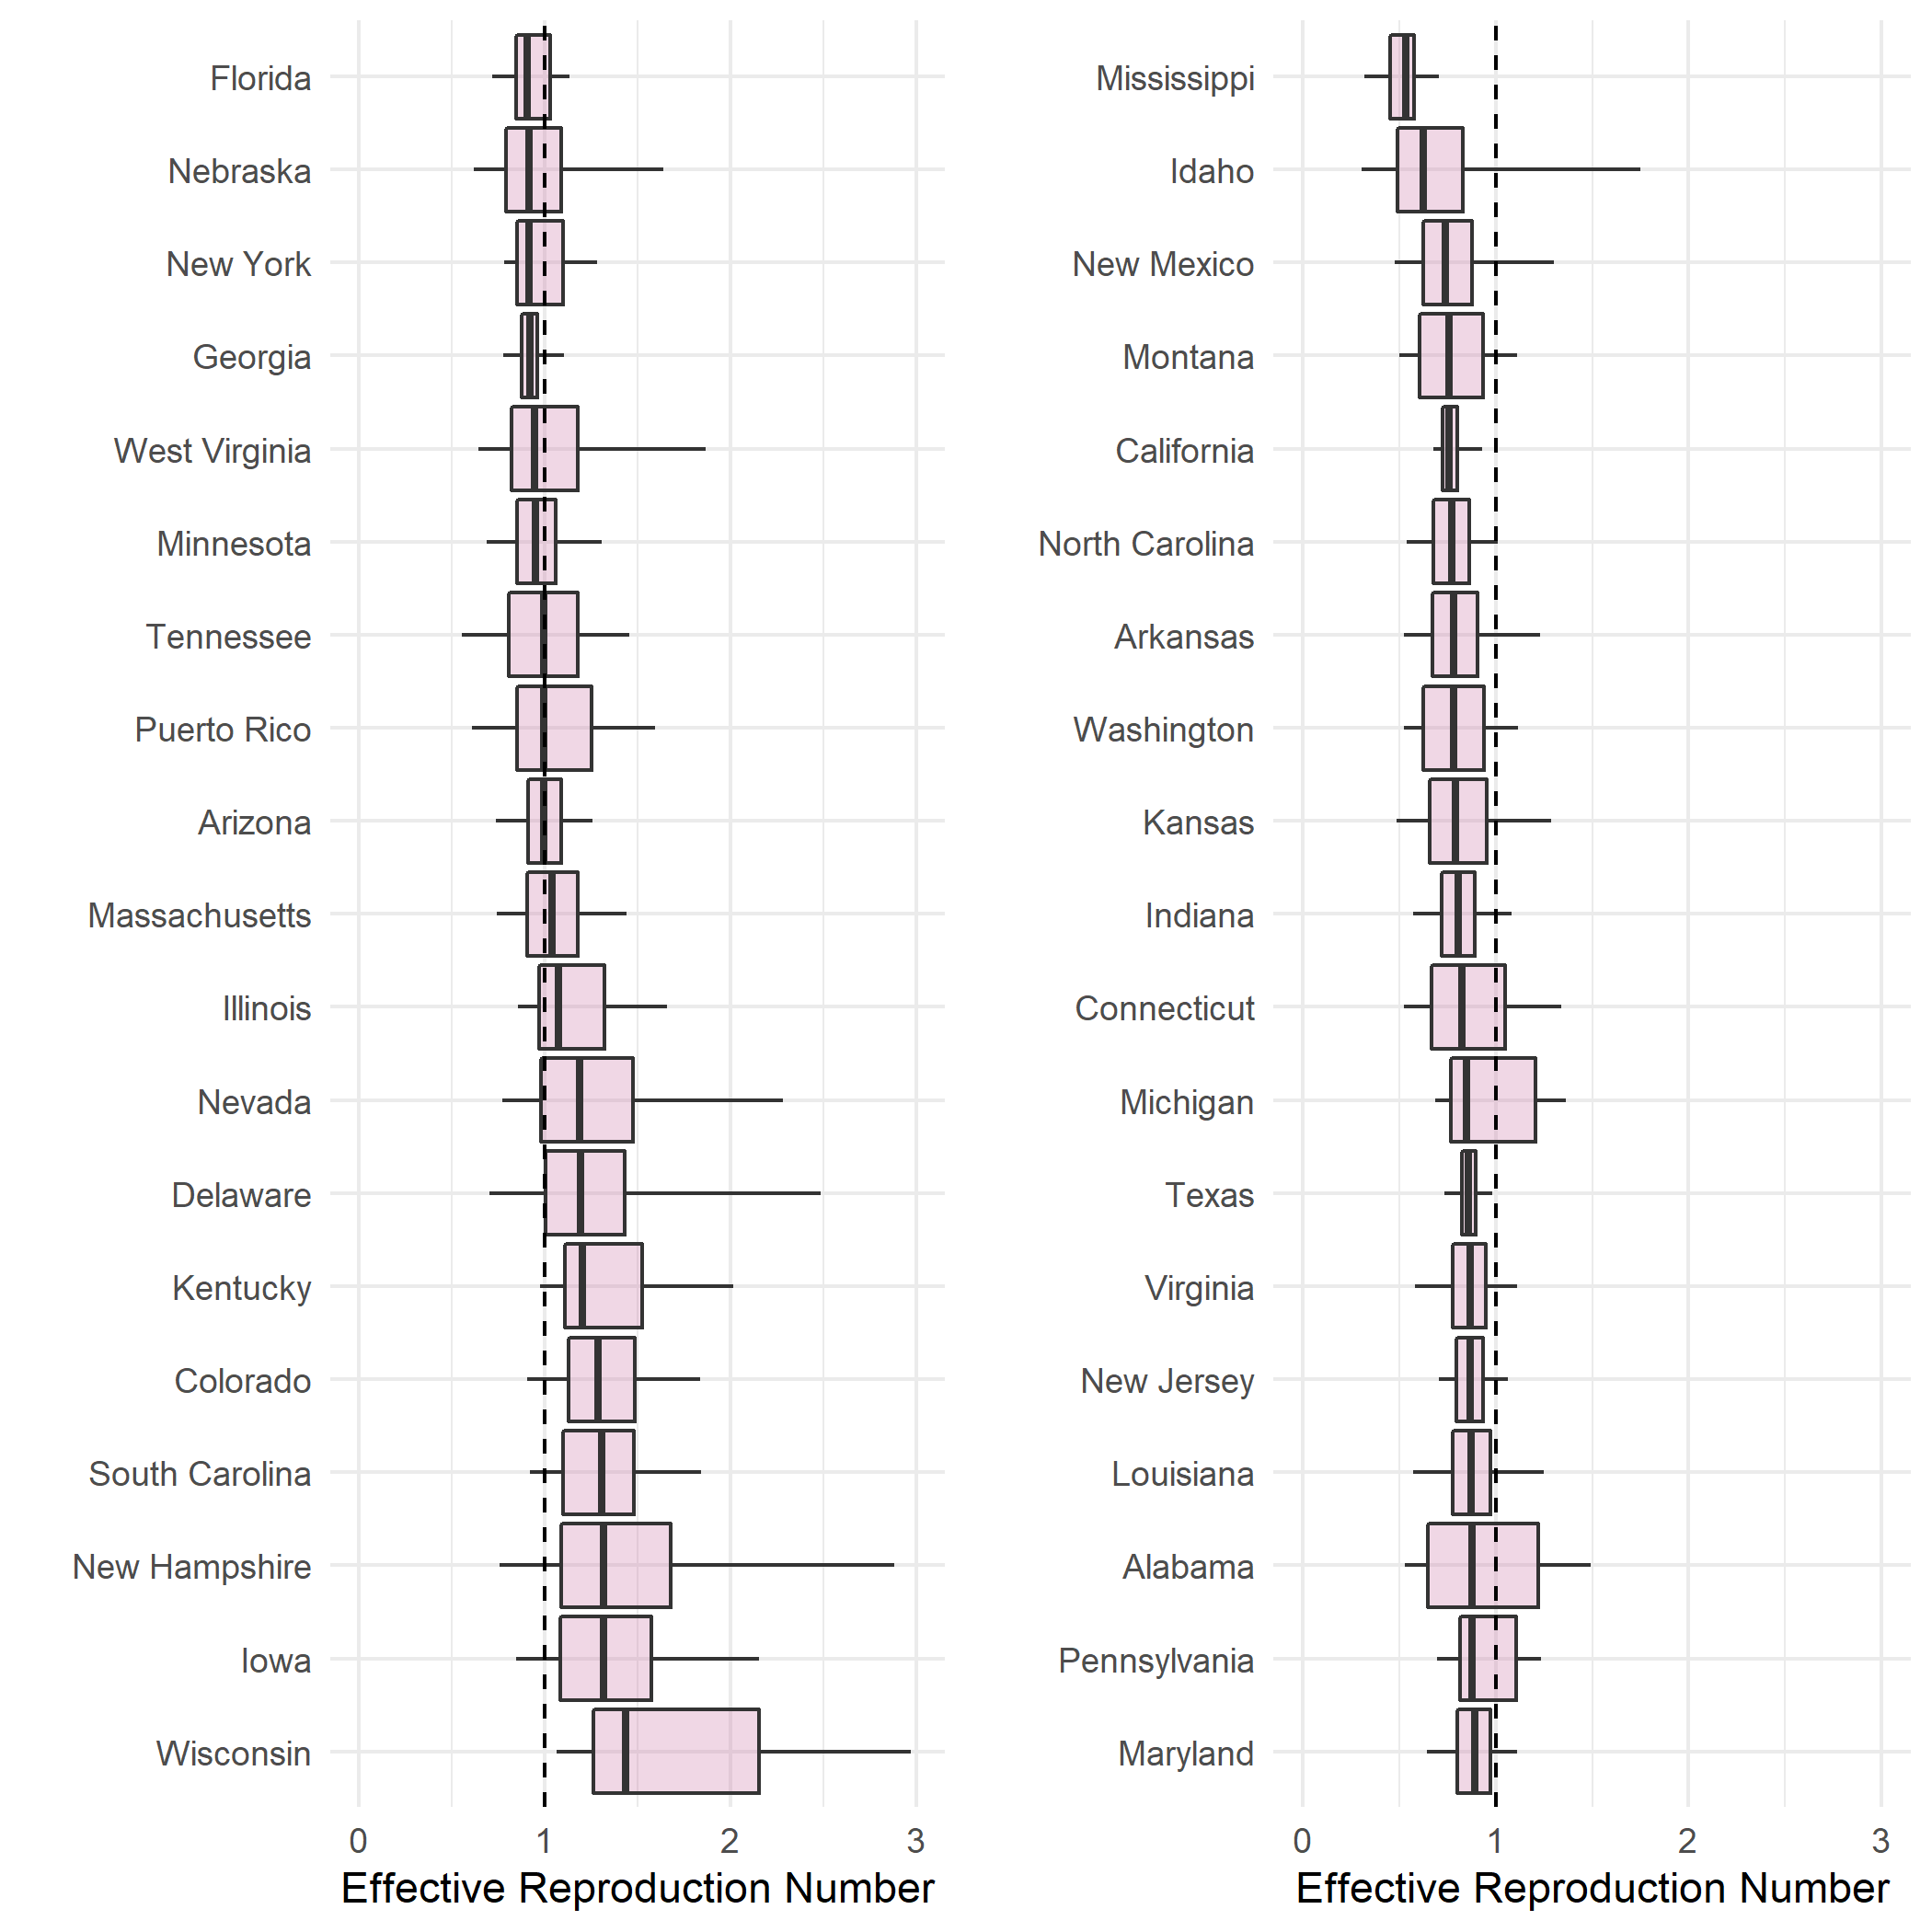 Florida
Nebraska
New York
Georgia
West Virginia
Minnesota
Tennessee
Puerto Rico
Arizona
Massachusetts
Illinois
Nevada
Delaware
Kentucky
Colorado
South Carolina
New Hampshire
Iowa
Wisconsin
0 1 2 3
Effective Reproduction Number
Mississippi
Idaho
New Mexico
Montana
California
North Carolina
Arkansas
Washington
Kansas
Indiana
Connecticut
Michigan
Texas
Virginia
New Jersey
Louisiana
Alabama
Pennsylvania
Maryland
0 1 2 3
Effective Reproduction Number